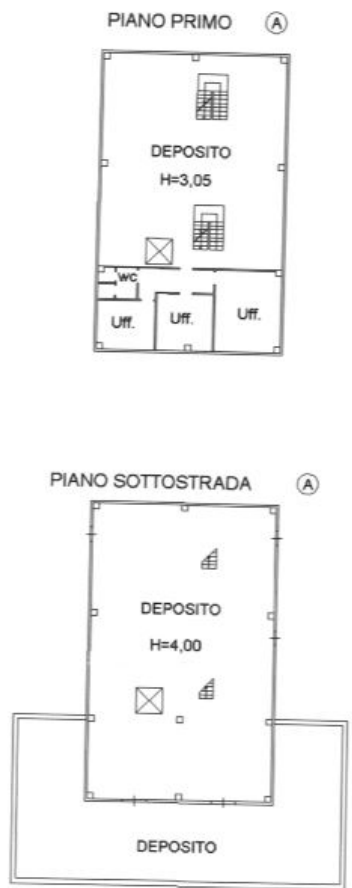 PIANO PRIMO A
DEPOSITO
H=3,05
WC
Uff.
Uff.
Uff.
PIANO SOTTOSTRADA A
DEPOSITO
H=4,00
DEPOSITO